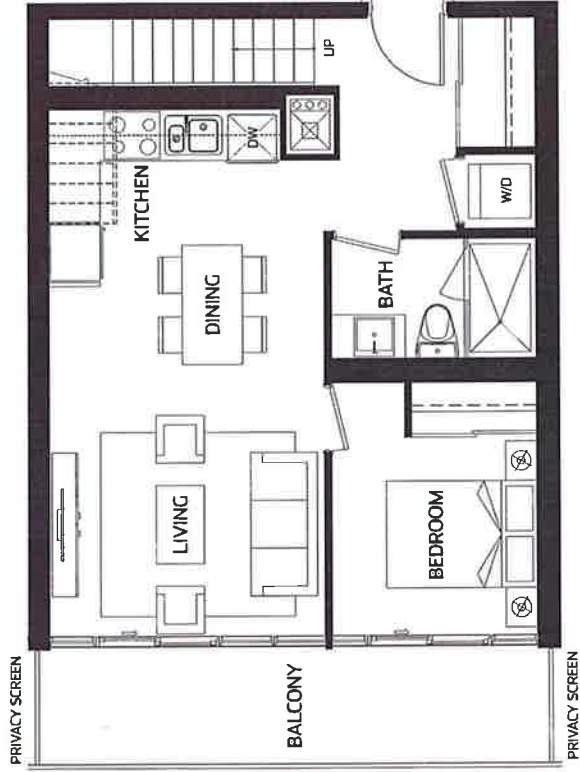 UP
DW
KITCHEN
W/D
DINING
BATH
LIVING
BEDROOM
PRIVACY SCREEN
BALCONY
PRIVACY SCREEN